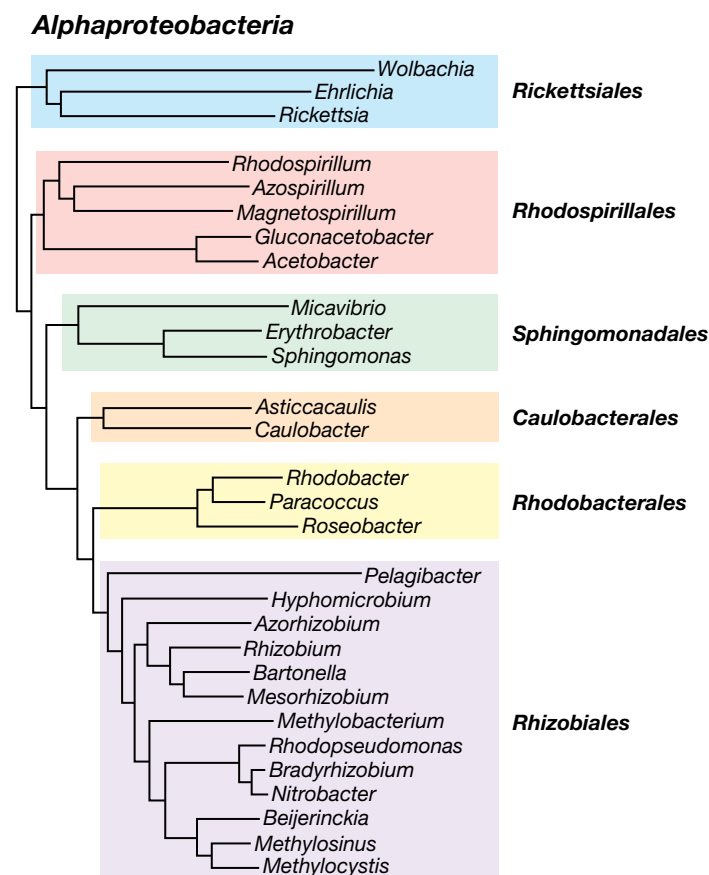 Alphaproteobacteria
Wolbachia
Ehrlichia
Rickettsia
Rickettsiales
Rhodospirillum
Azospirillum
Magnetospirillum
Gluconacetobacter
Acetobacter
Rhodospirillales
Micavibrio
Erythrobacter
Sphingomonas
Sphingomonadales
Asticcacaulis
Caulobacter
Caulobacterales
Rhodobacter
Paracoccus
Roseobacter
Rhodobacterales
Pelagibacter
Hyphomicrobium
Azorhizobium
Rhizobium
Bartonella
Mesorhizobium
Methylobacterium
Rhodopseudomonas
Bradyrhizobium
Nitrobacter
Beijerinckia
Methylosinus
Methylocystis
Rhizobiales